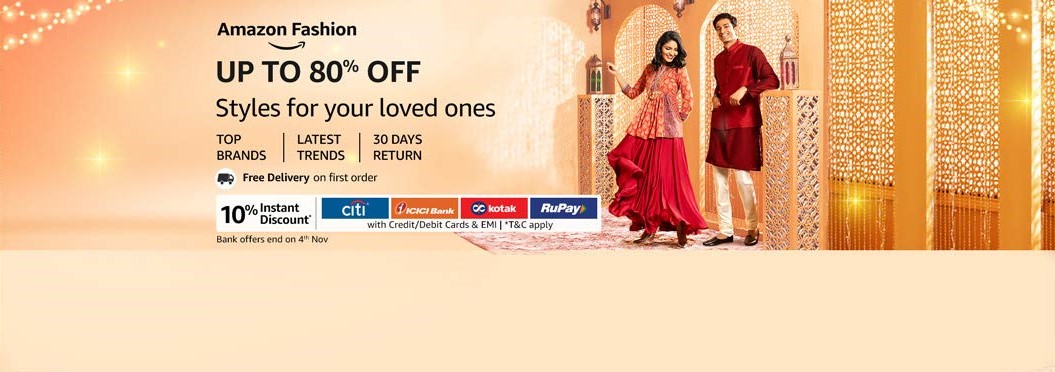 Amazon Fashion
UP TO 80% OFF
Styles for your loved ones
TOP BRANDS | LATEST TRENDS | 30 DAYS RETURN
Free Delivery on first order
10% Instant Discount* citi ICICI Bank kotak RuPay
with Credit/Debit Cards & EMI | *T&C apply
Bank offers end on 4th Nov